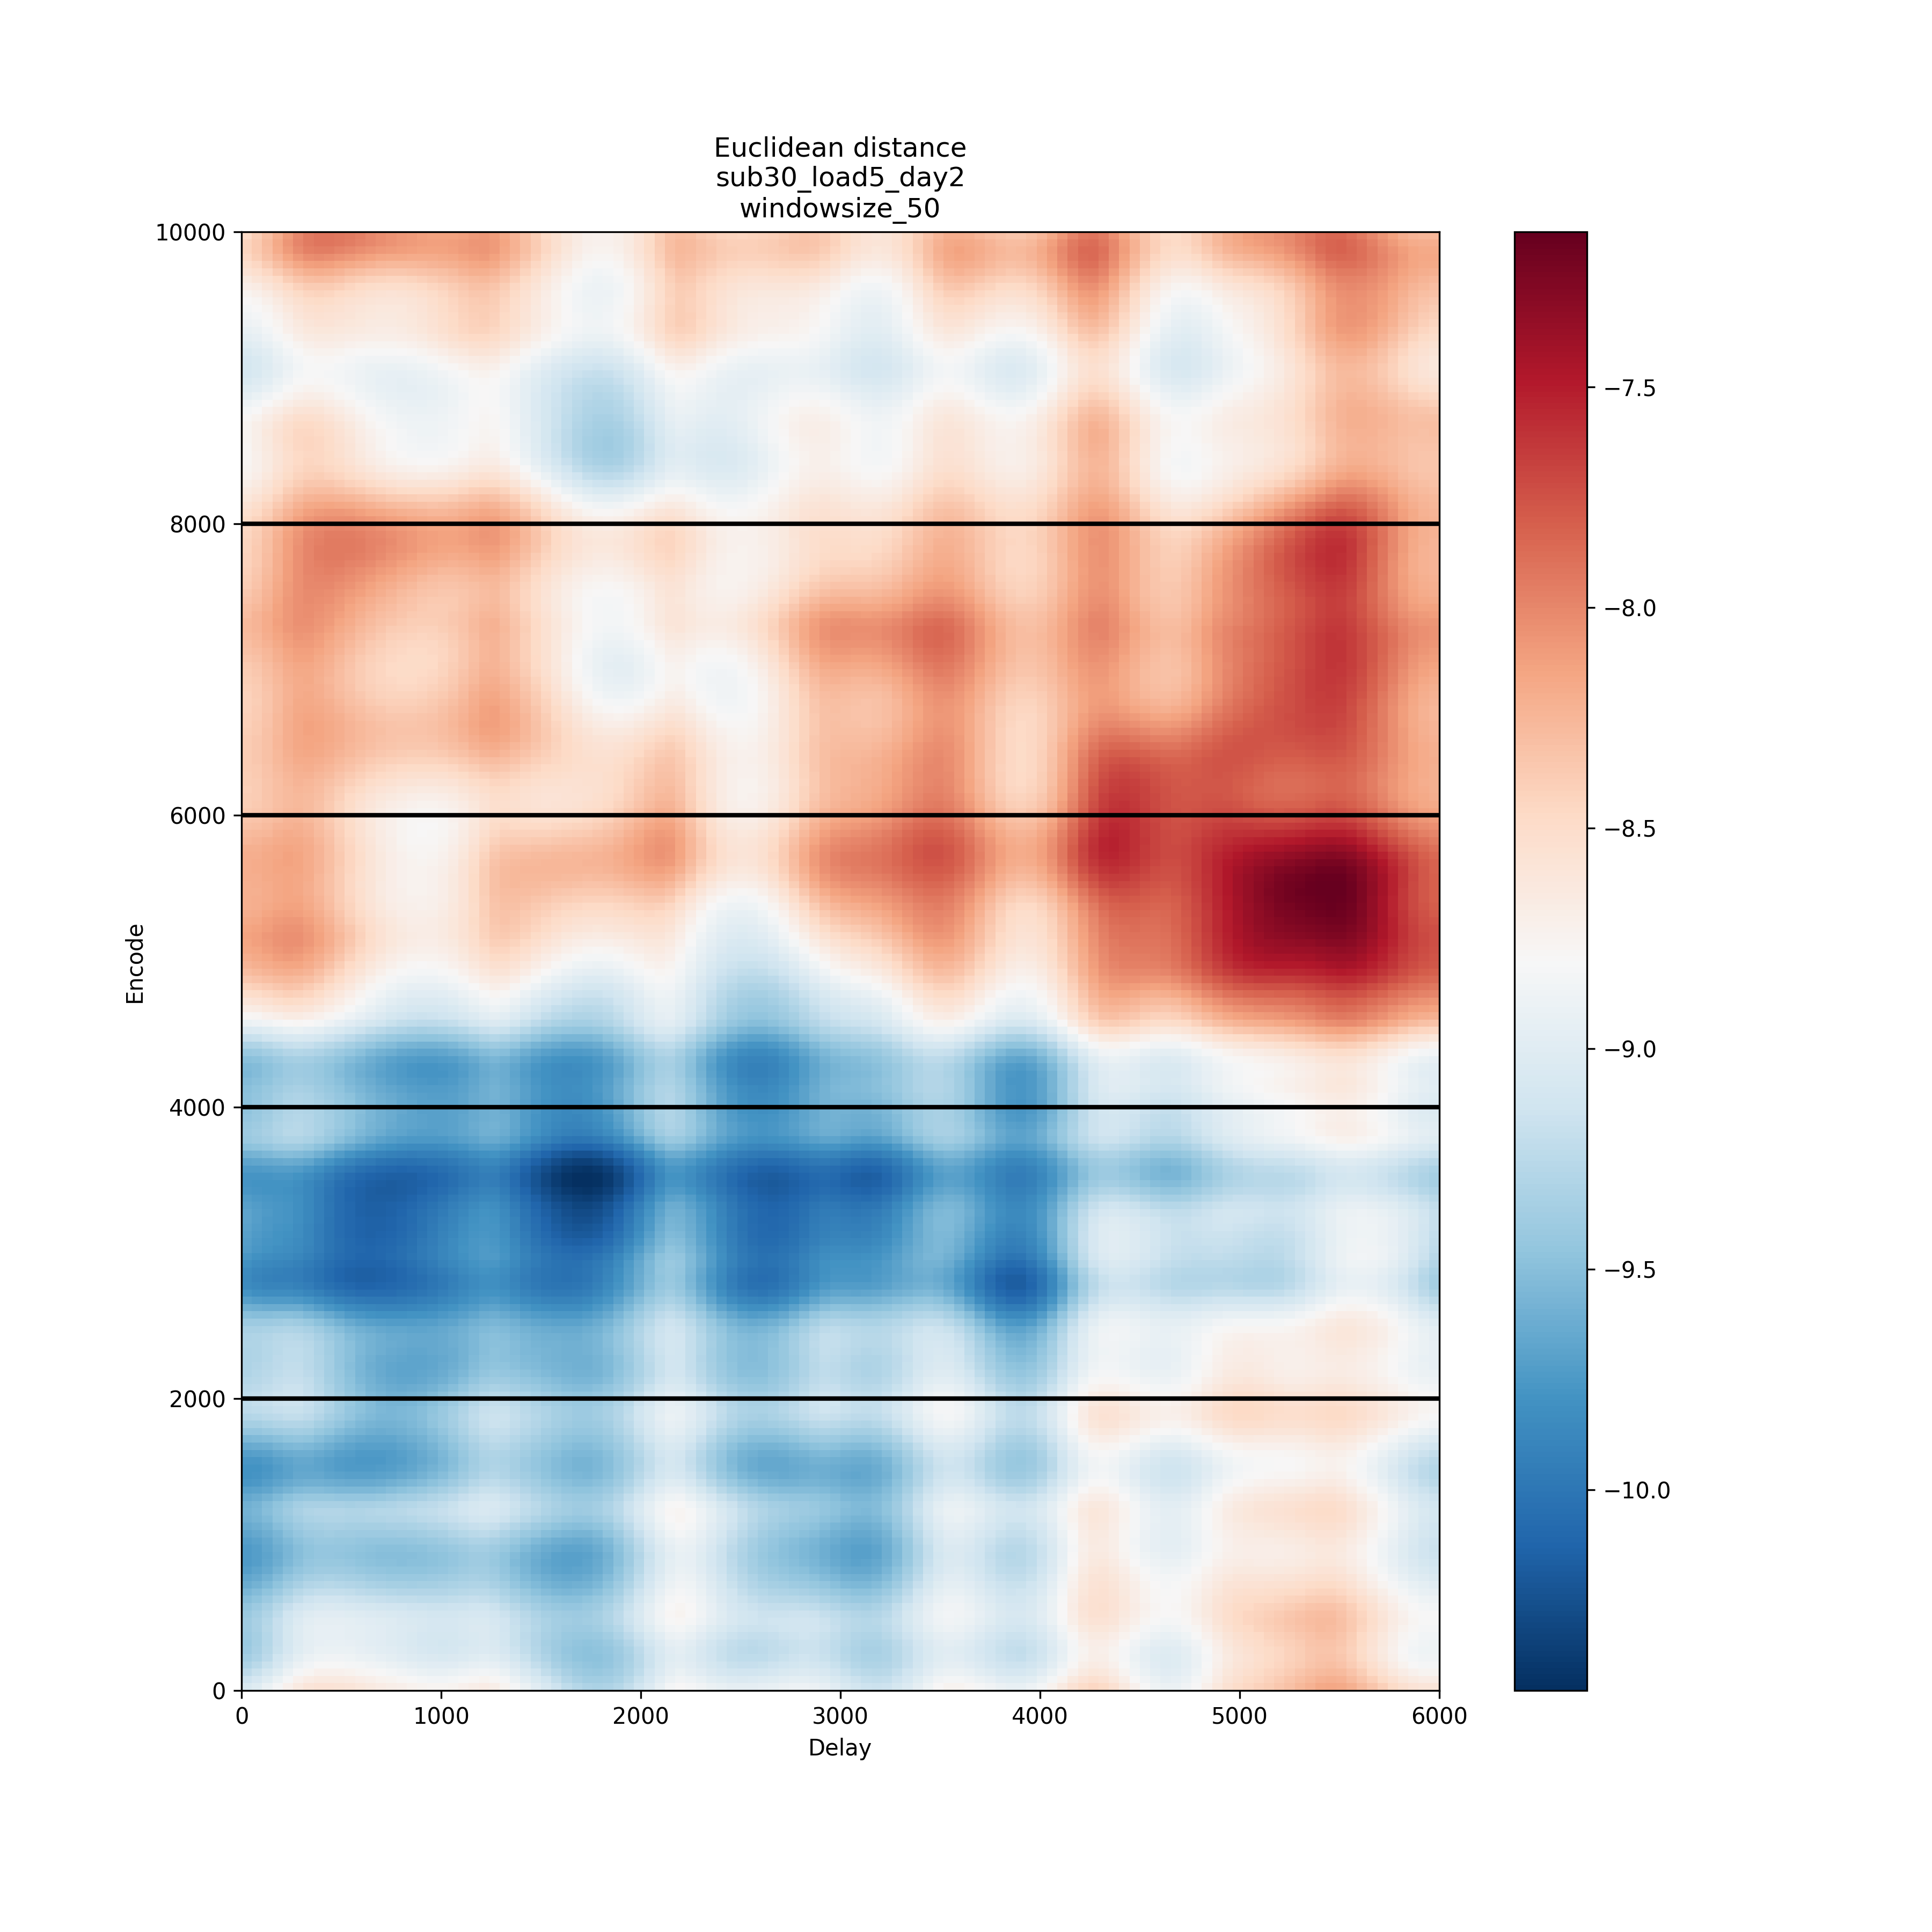 Euclidean distance
sub30_load5_day2
windowsize_50
10000
8000
6000
4000
2000
0
Encode
0 1000 2000 3000 4000 5000 6000
Delay
−7.5
−8.0
−8.5
−9.0
−9.5
−10.0